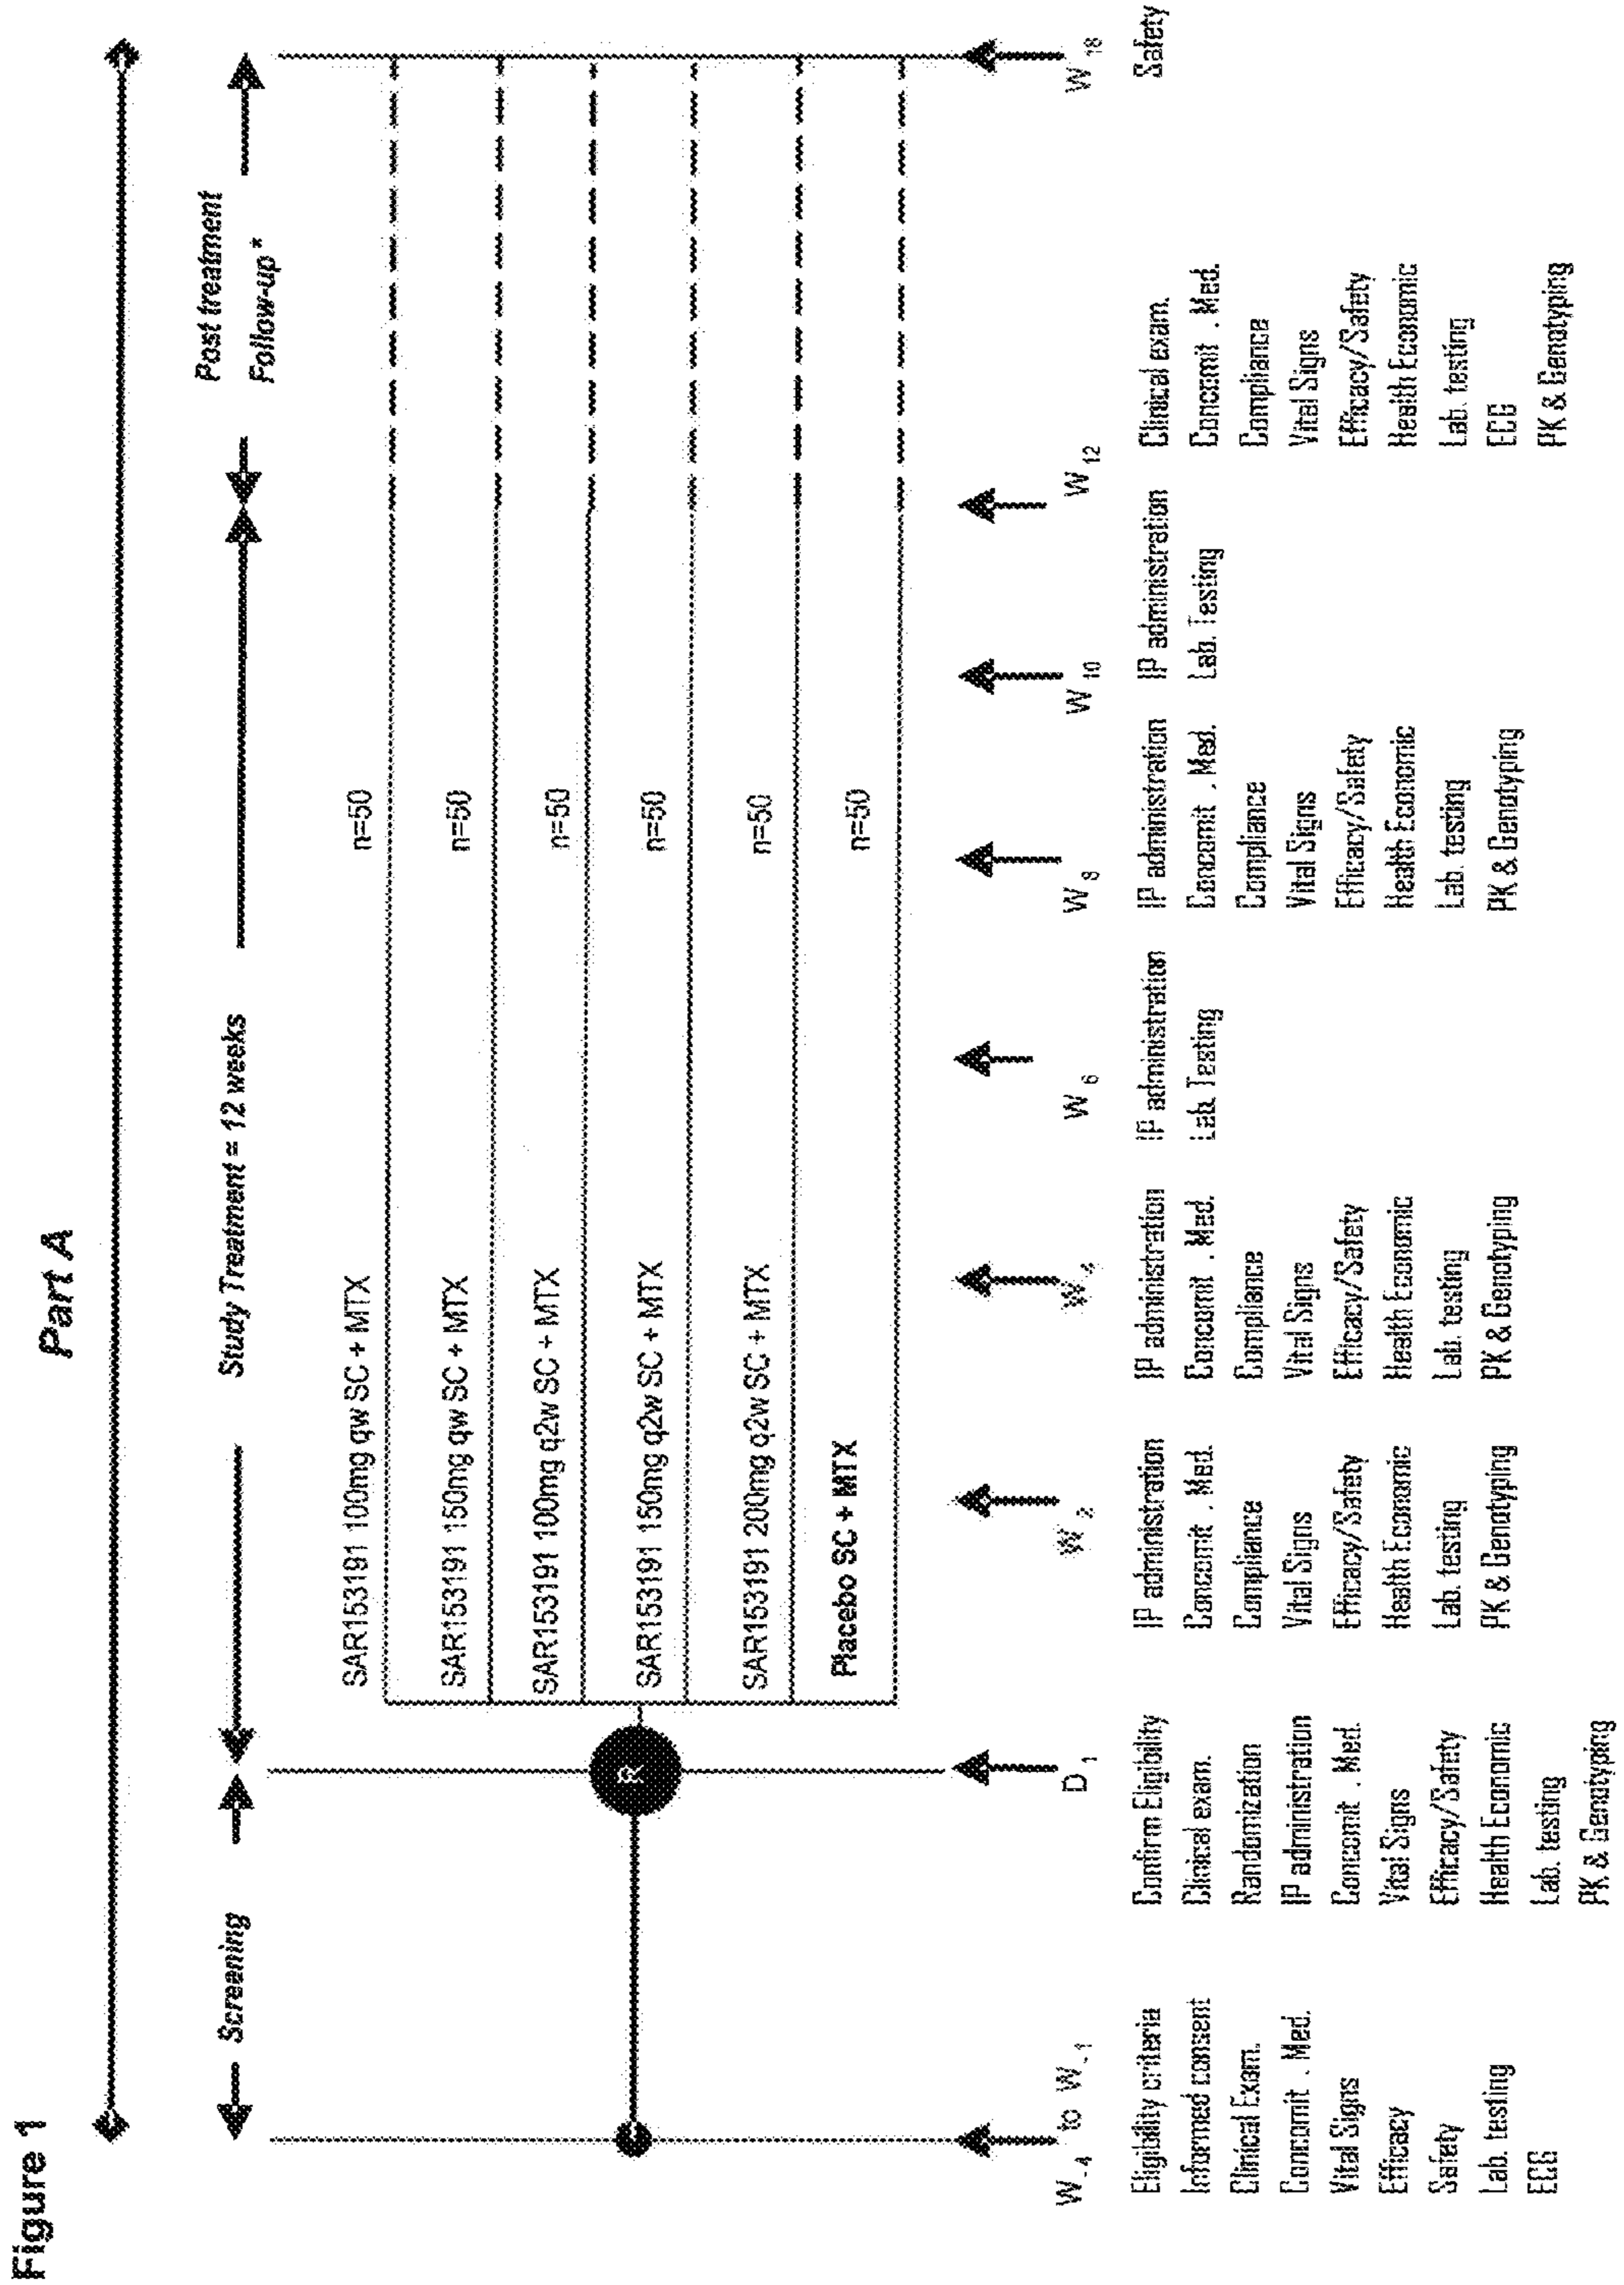 Figure 1
Part A
Screening
Study Treatment = 12 weeks
Post treatment
Follow-up *
SAR153191 100mg qw SC + MTX
n=50
SAR153191 150mg qw SC + MTX
n=50
SAR153191 100mg q2w SC + MTX
n=50
R
SAR153191 150mg q2w SC + MTX
n=50
SAR153191 200mg q2w SC + MTX
n=50
Placebo SC + MTX
n=50
W -4 to W -1
Eligibility criteria
Informed consent
Clinical Exam.
Concomit . Med.
Vital Signs
Efficacy
Safety
Lab. testing
ECG
D 1
Confirm Eligibility
Clinical exam.
Randomization
IP administration
Concomit . Med.
Vital Signs
Efficacy/Safety
Health Economic
Lab. testing
PK & Genotyping
W 2
IP administration
Concomit . Med.
Compliance
Vital Signs
Efficacy/Safety
Health Economic
Lab. testing
PK & Genotyping
W 4
IP administration
Concomit . Med.
Compliance
Vital Signs
Efficacy/Safety
Health Economic
Lab. testing
PK & Genotyping
W 6
IP administration
Lab. Testing
W 8
IP administration
Concomit . Med.
Compliance
Vital Signs
Efficacy/Safety
Health Economic
Lab. testing
PK & Genotyping
W 10
IP administration
Lab. Testing
W 12
Clinical exam.
Concomit . Med.
Compliance
Vital Signs
Efficacy/Safety
Health Economic
Lab. testing
ECG
PK & Genotyping
W 18
Safety